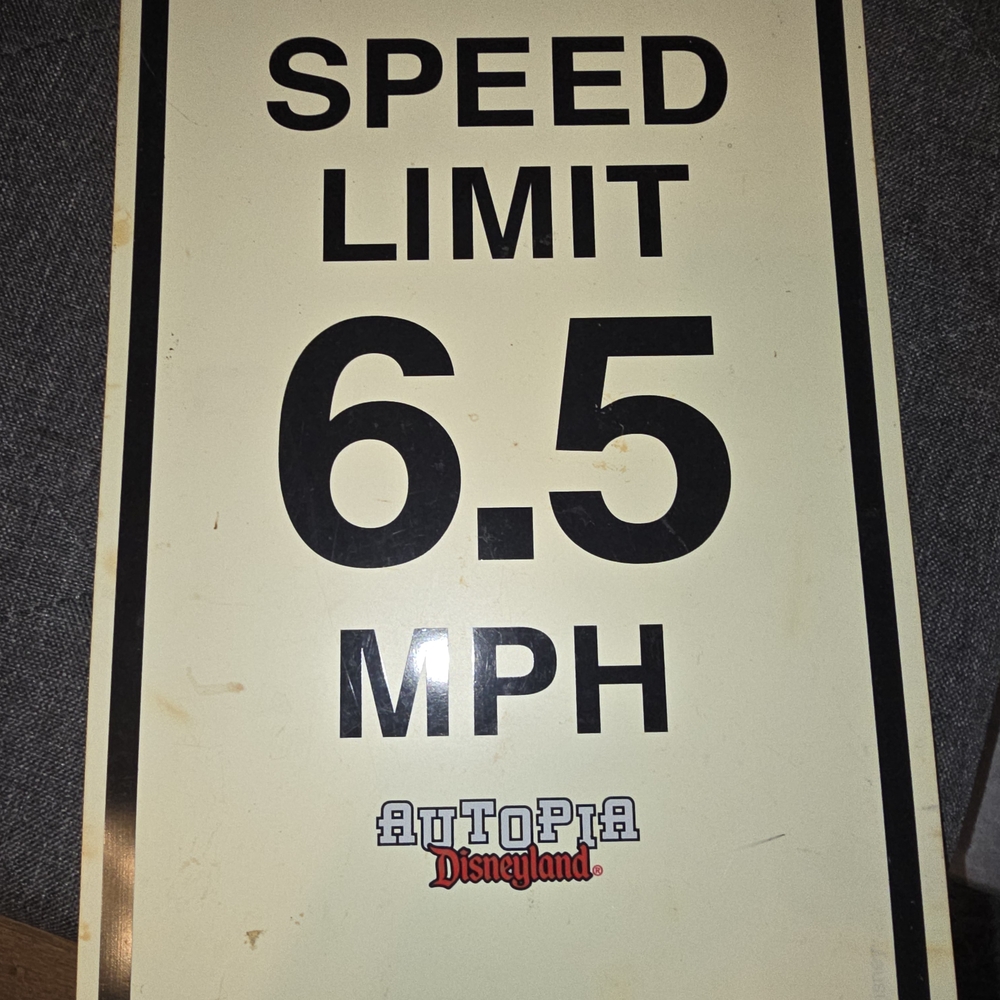 SPEED
LIMIT
6.5
MPH
AUTOPIA
Disneyland®